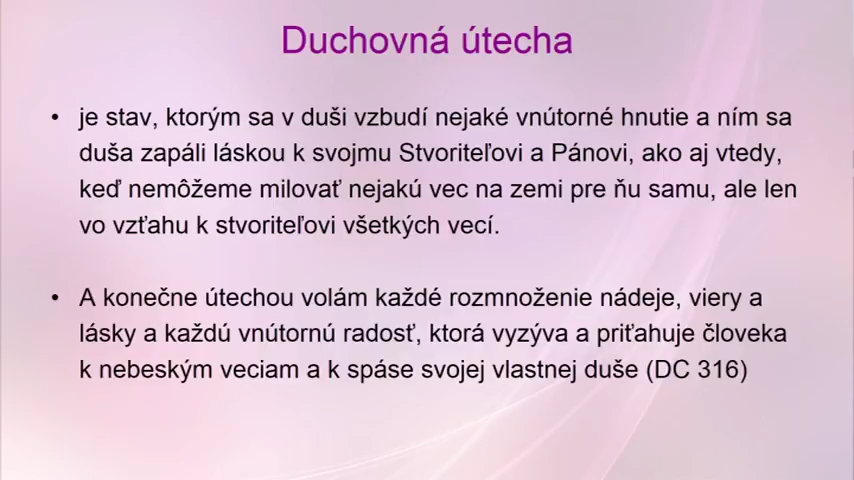 Duchovná útecha
• je stav, ktorým sa v duši vzbudí nejaké vnútorné hnutie a ním sa
duša zapáli láskou k svojmu Stvoriteľovi a Pánovi, ako aj vtedy,
keď nemôžeme milovať nejakú vec na zemi pre ňu samu, ale len
vo vzťahu k stvoriteľovi všetkých vecí.
• A konečne útechou volám každé rozmnoženie nádeje, viery a
lásky a každú vnútornú radosť, ktorá vyzýva a priťahuje človeka
k nebeským veciam a k spáse svojej vlastnej duše (DC 316)